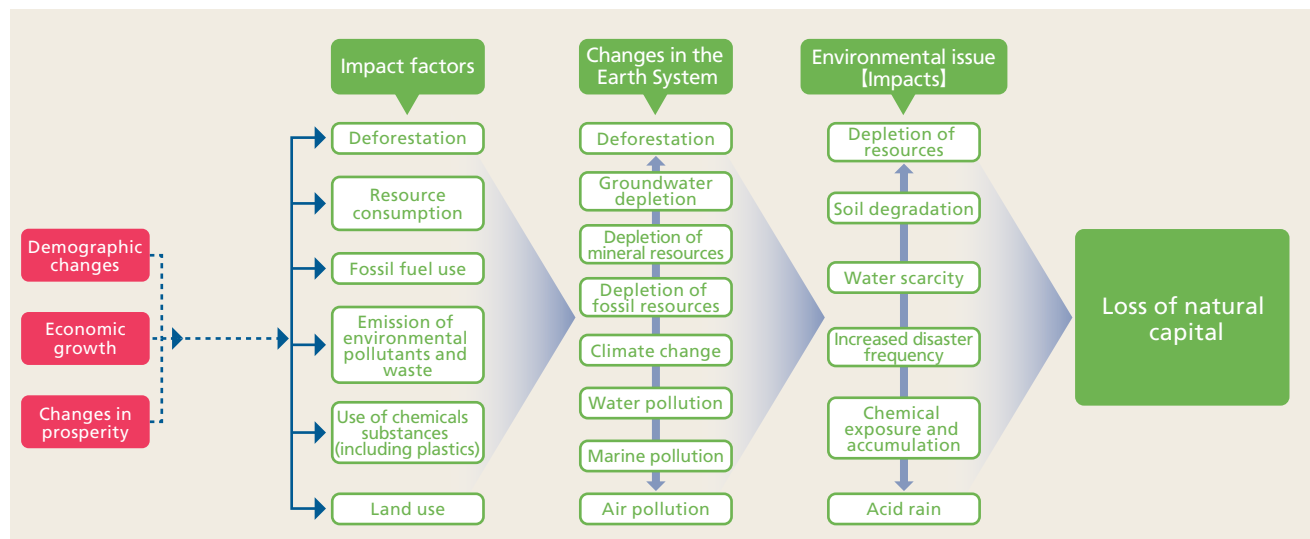 Demographic
changes
Economic
growth
Changes in
prosperity
Impact factors
Deforestation
Resource
consumption
Fossil fuel use
Emission of
environmental
pollutants and
waste
Use of chemicals
substances
(including plastics)
Land use
Changes in the
Earth System
Deforestation
Groundwater
depletion
Depletion of
mineral resources
Depletion of
fossil resources
Climate change
Water pollution
Marine pollution
Air pollution
Environmental issue
【Impacts】
Depletion of
resources
Soil degradation
Water scarcity
Increased disaster
frequency
Chemical
exposure and
accumulation
Acid rain
Loss of natural
capital